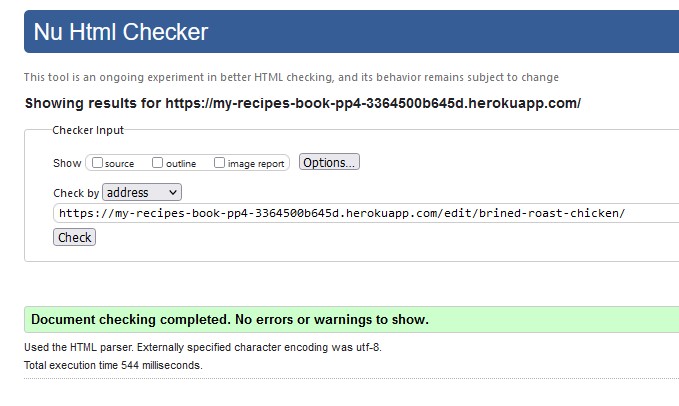 Nu Html Checker
This tool is an ongoing experiment in better HTML checking, and its behavior remains subject to change
Showing results for https://my-recipes-book-pp4-3364500b645d.herokuapp.com/
Checker Input
Show source outline image report Options...
Check by address
https://my-recipes-book-pp4-3364500b645d.herokuapp.com/edit/brined-roast-chicken/
Check
Document checking completed. No errors or warnings to show.
Used the HTML parser. Externally specified character encoding was utf-8.
Total execution time 544 milliseconds.